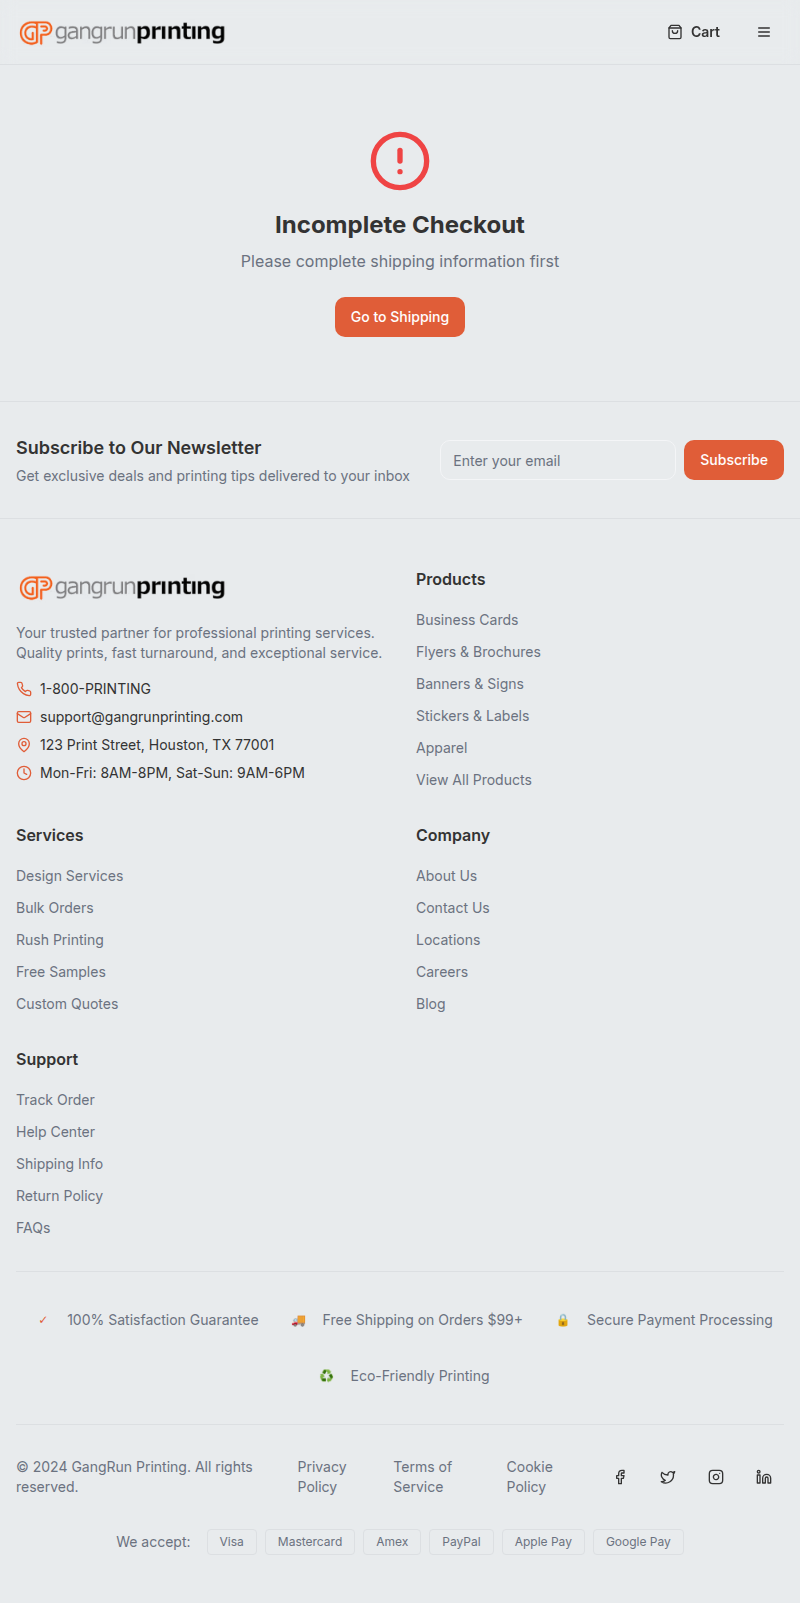 gangrunprinting
Cart
Incomplete Checkout
Please complete shipping information first
Go to Shipping
Subscribe to Our Newsletter
Get exclusive deals and printing tips delivered to your inbox
Enter your email
Subscribe
gangrunprinting
Your trusted partner for professional printing services.
Quality prints, fast turnaround, and exceptional service.
1-800-PRINTING
support@gangrunprinting.com
123 Print Street, Houston, TX 77001
Mon-Fri: 8AM-8PM, Sat-Sun: 9AM-6PM
Products
Business Cards
Flyers & Brochures
Banners & Signs
Stickers & Labels
Apparel
View All Products
Services
Design Services
Bulk Orders
Rush Printing
Free Samples
Custom Quotes
Company
About Us
Contact Us
Locations
Careers
Blog
Support
Track Order
Help Center
Shipping Info
Return Policy
FAQs
✓ 100% Satisfaction Guarantee
🚚 Free Shipping on Orders $99+
🔒 Secure Payment Processing
♻️ Eco-Friendly Printing
© 2024 GangRun Printing. All rights
reserved.
Privacy
Policy
Terms of
Service
Cookie
Policy
We accept:
Visa
Mastercard
Amex
PayPal
Apple Pay
Google Pay